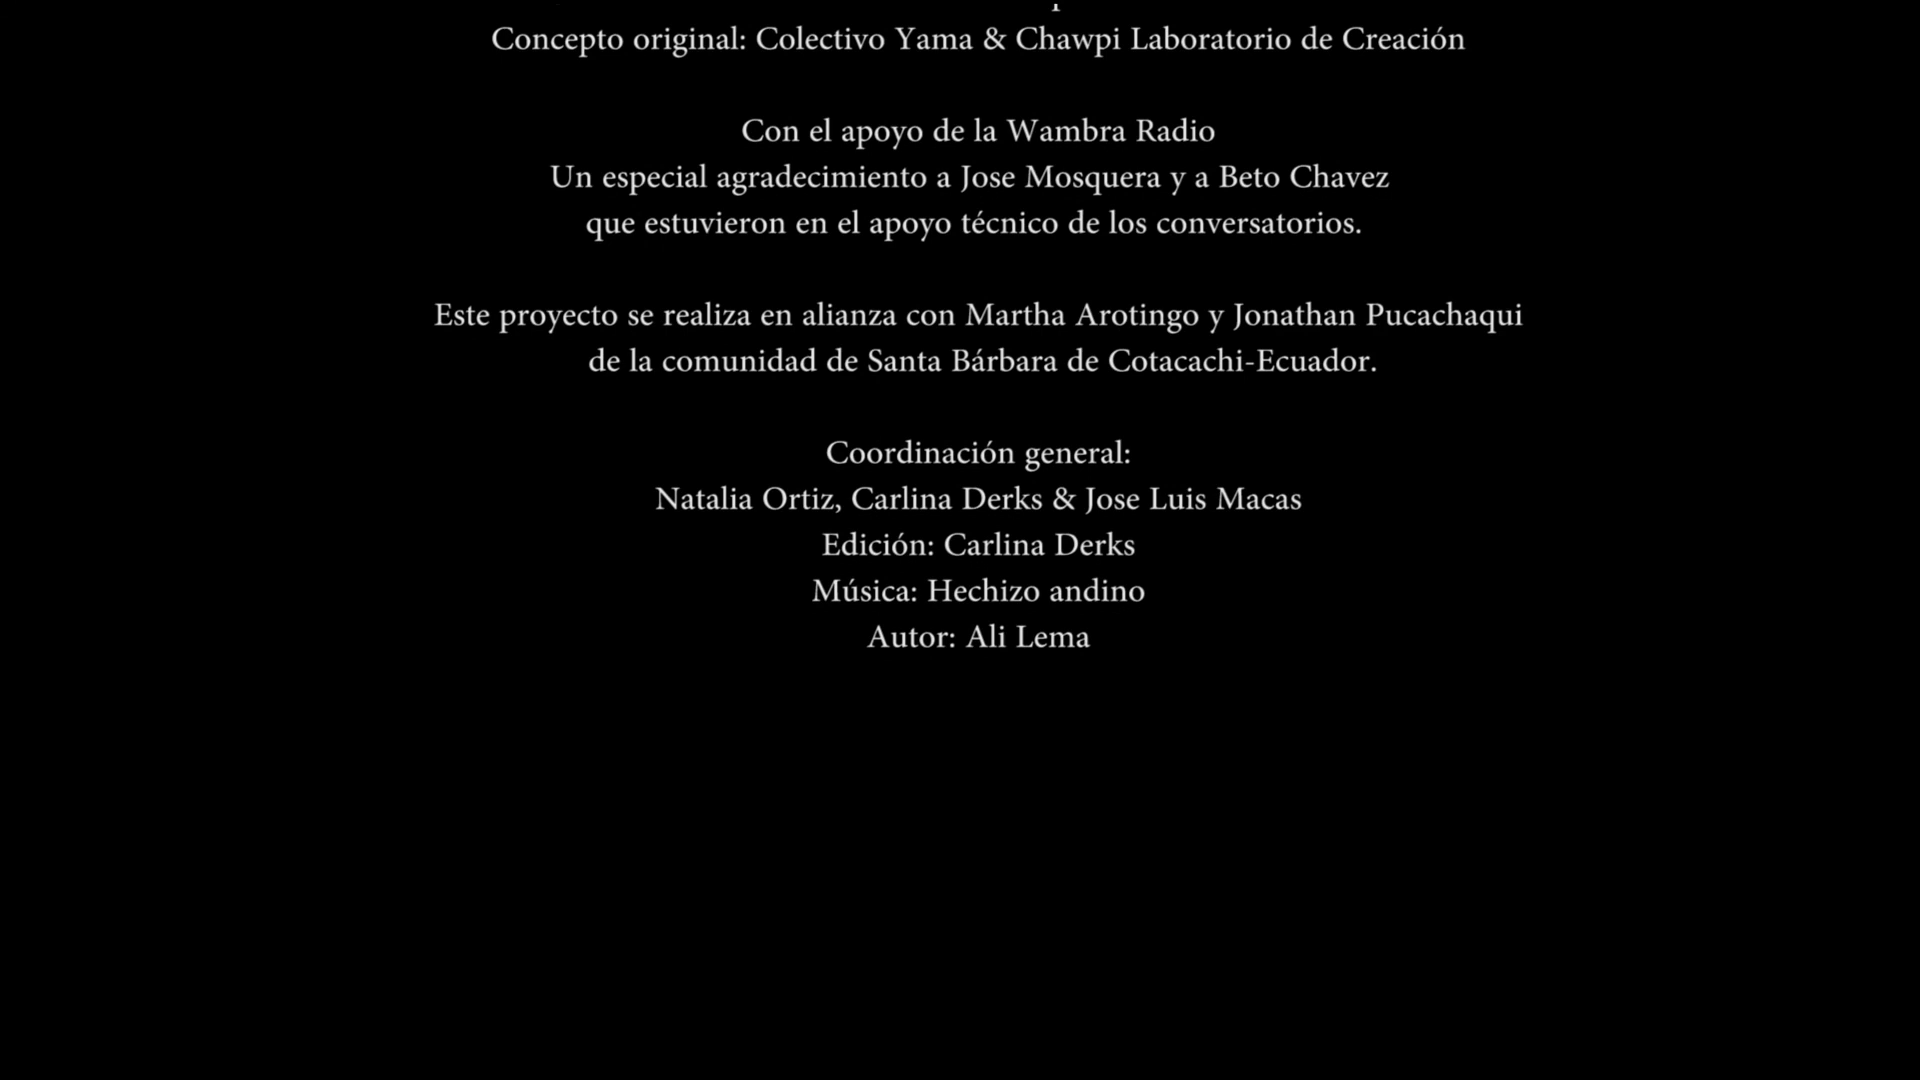 Concepto original: Colectivo Yama & Chawpi Laboratorio de Creación
Con el apoyo de la Wambra Radio
Un especial agradecimiento a Jose Mosquera y a Beto Chavez
que estuvieron en el apoyo técnico de los conversatorios.
Este proyecto se realiza en alianza con Martha Arotingo y Jonathan Pucachaqui
de la comunidad de Santa Bárbara de Cotacachi-Ecuador.
Coordinación general:
Natalia Ortiz, Carlina Derks & Jose Luis Macas
Edición: Carlina Derks
Música: Hechizo andino
Autor: Ali Lema